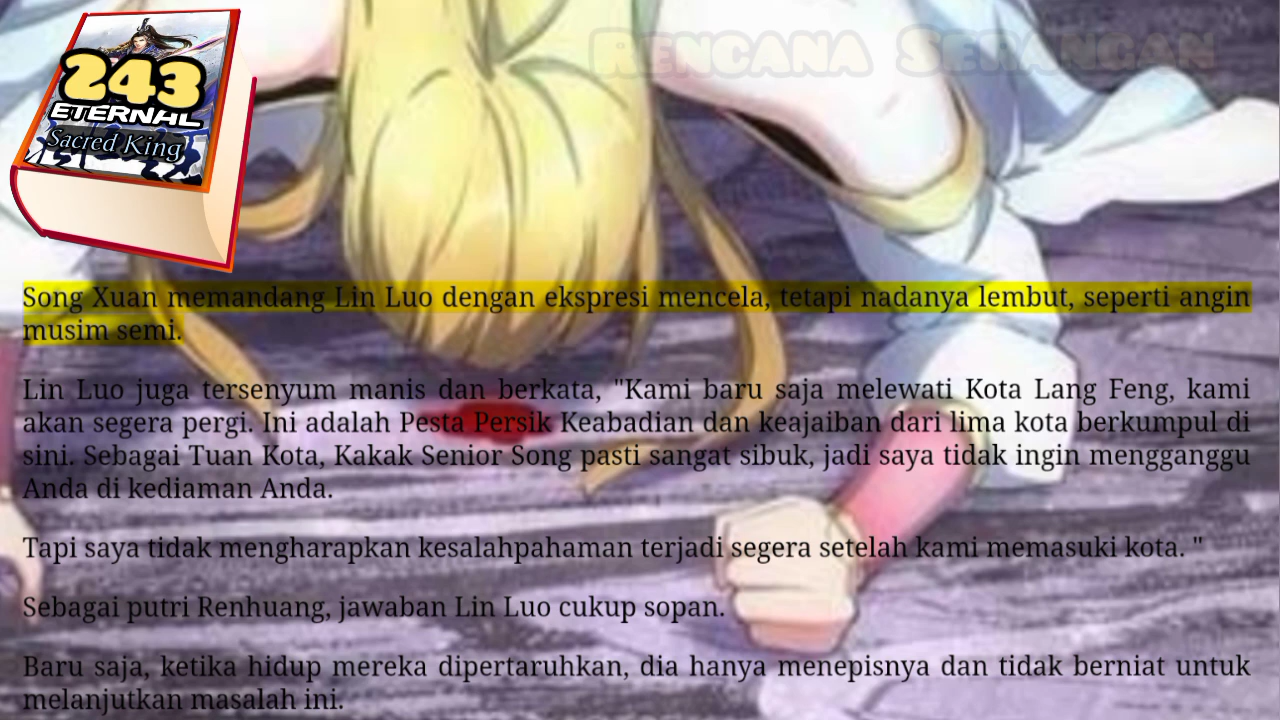 243
ETERNAL
Sacred King
Rencana Serangan
Song Xuan memandang Lin Luo dengan ekspresi mencela, tetapi nadanya lembut, seperti angin
musim semi.
Lin Luo juga tersenyum manis dan berkata, "Kami baru saja melewati Kota Lang Feng, kami
akan segera pergi. Ini adalah Pesta Persik Keabadian dan keajaiban dari lima kota berkumpul di
sini. Sebagai Tuan Kota, Kakak Senior Song pasti sangat sibuk, jadi saya tidak ingin mengganggu
Anda di kediaman Anda.
Tapi saya tidak mengharapkan kesalahpahaman terjadi segera setelah kami memasuki kota. "
Sebagai putri Renhuang, jawaban Lin Luo cukup sopan.
Baru saja, ketika hidup mereka dipertaruhkan, dia hanya menepisnya dan tidak berniat untuk
melanjutkan masalah ini.